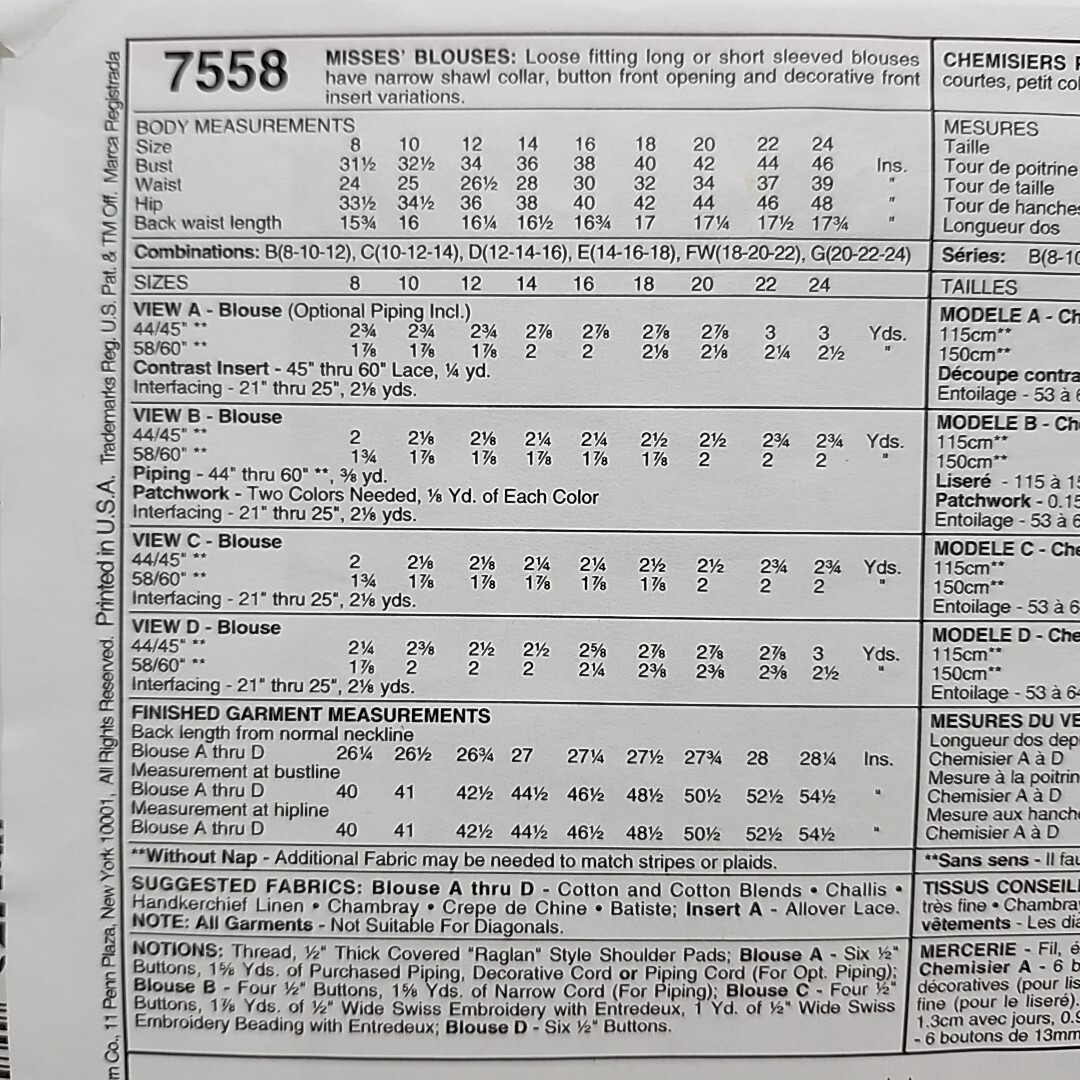 7558
MISSES' BLOUSES: Loose fitting long or short sleeved blouses
have narrow shawl collar, button front opening and decorative front
insert variations.
BODY MEASUREMENTS
Size 8 10 12 14 16 18 20 22 24
Bust 31½ 32½ 34 36 38 40 42 44 46 Ins.
Waist 24 25 26½ 28 30 32 34 37 39 "
Hip 33½ 34½ 36 38 40 42 44 46 48 "
Back waist length 15¾ 16 16¼ 16½ 16¾ 17 17¼ 17½ 17¾ "
Combinations: B(8-10-12), C(10-12-14), D(12-14-16), E(14-16-18), FW(18-20-22), G(20-22-24)
SIZES 8 10 12 14 16 18 20 22 24
VIEW A - Blouse (Optional Piping Incl.)
44/45" ** 2¾ 2¾ 2¾ 2⅞ 2⅞ 2⅞ 2⅞ 3 3 Yds.
58/60" ** 1⅞ 1⅞ 1⅞ 2 2 2⅛ 2⅛ 2¼ 2½ "
Contrast Insert - 45" thru 60" Lace, ¼ yd.
Interfacing - 21" thru 25", 2⅛ yds.
VIEW B - Blouse
44/45" ** 2 2⅛ 2⅛ 2¼ 2¼ 2½ 2½ 2¾ 2¾ Yds.
58/60" ** 1¾ 1⅞ 1⅞ 1⅞ 1⅞ 1⅞ 2 2 2 "
Piping - 44" thru 60" **, ⅜ yd.
Patchwork - Two Colors Needed, ⅛ Yd. of Each Color
Interfacing - 21" thru 25", 2⅛ yds.
VIEW C - Blouse
44/45" ** 2 2⅛ 2⅛ 2¼ 2¼ 2½ 2½ 2¾ 2¾ Yds.
58/60" ** 1¾ 1⅞ 1⅞ 1⅞ 1⅞ 1⅞ 2 2 2 "
Interfacing - 21" thru 25", 2⅛ yds.
VIEW D - Blouse
44/45" ** 2¼ 2⅜ 2½ 2½ 2⅝ 2⅞ 2⅞ 2⅞ 3 Yds.
58/60" ** 1⅞ 2 2 2 2¼ 2⅜ 2⅜ 2⅜ 2½ "
Interfacing - 21" thru 25", 2⅛ yds.
FINISHED GARMENT MEASUREMENTS
Back length from normal neckline
Blouse A thru D 26¼ 26½ 26¾ 27 27¼ 27½ 27¾ 28 28¼ Ins.
Measurement at bustline
Blouse A thru D 40 41 42½ 44½ 46½ 48½ 50½ 52½ 54½ "
Measurement at hipline
Blouse A thru D 40 41 42½ 44½ 46½ 48½ 50½ 52½ 54½ "
**Without Nap - Additional Fabric may be needed to match stripes or plaids.
SUGGESTED FABRICS: Blouse A thru D - Cotton and Cotton Blends • Challis •
Handkerchief Linen • Chambray • Crepe de Chine • Batiste; Insert A - Allover Lace.
NOTE: All Garments - Not Suitable For Diagonals.
NOTIONS: Thread, ½" Thick Covered "Raglan" Style Shoulder Pads; Blouse A - Six ½"
Buttons, 1⅝ Yds. of Purchased Piping, Decorative Cord or Piping Cord (For Opt. Piping);
Blouse B - Four ½" Buttons, 1⅝ Yds. of Narrow Cord (For Piping); Blouse C - Four ½"
Buttons, 1⅞ Yds. of ½" Wide Swiss Embroidery with Entredeux, 1 Yd. of ½" Wide Swiss
Embroidery Beading with Entredeux; Blouse D - Six ½" Buttons.
CHEMISIERS
courtes, petit
MESURES
Taille
Tour de poitrine
Tour de taille
Tour de hanches
Longueur dos
Séries: B(8-10
TAILLES
MODELE A - Ch
115cm**
150cm**
Découpe contra
Entoilage - 53 à
MODELE B - Ch
115cm**
150cm**
Liseré - 115 à
Patchwork - 0.15
Entoilage - 53 à
MODELE C - Che
115cm**
150cm**
Entoilage - 53 à
MODELE D - Che
115cm**
150cm**
Entoilage - 53 à
MESURES DU
Longueur dos dep
Chemisier A à D
Mesure à la poitrin
Chemisier A à D
Mesure aux hanch
Chemisier A à D
**Sans sens - Il
TISSUS CONSEIL
très fine • Chambra
vêtements - Les
MERCERIE - Fil,
Chemisier A - 6
décoratives (pour
fine (pour le liseré).
1.3cm avec jours,
- 6 boutons de 13mm
m Co., 11 Penn Plaza, New York 10001, All Rights Reserved. Printed in U.S.A. Trademarks Reg. U.S. Pat. & TM Off. Marca Registrada